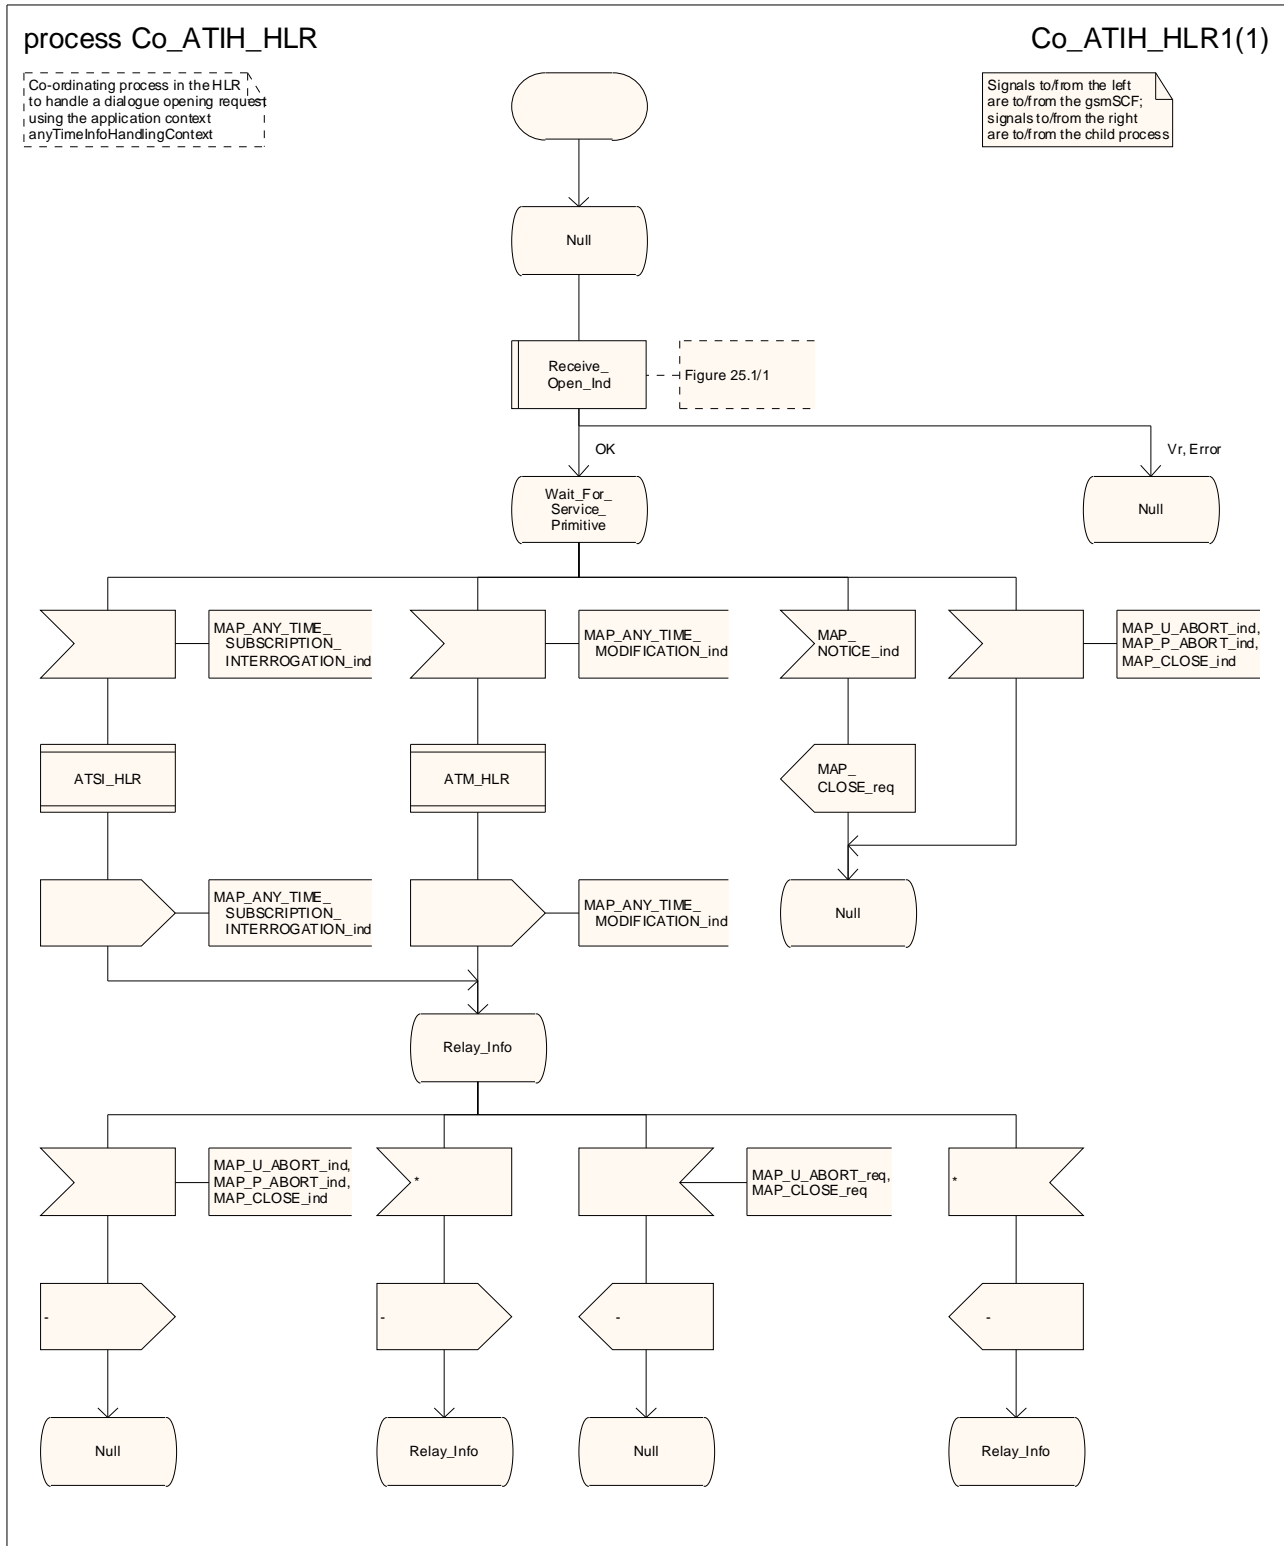 process Co_ATIH_HLR
Co_ATIH_HLR1(1)
Co-ordinating process in the HLR
to handle a dialogue opening request
using the application context
anyTimeInfoHandlingContext
Signals to/from the left
are to/from the gsmSCF;
signals to/from the right
are to/from the child process
Null
Receive_
Open_Ind
Figure 25.1/1
OK
Vr, Error
Wait_For_
Service_
Primitive
Null
MAP_ANY_TIME_
SUBSCRIPTION_
INTERROGATION_ind
MAP_ANY_TIME_
MODIFICATION_ind
MAP_
NOTICE_ind
MAP_U_ABORT_ind,
MAP_P_ABORT_ind,
MAP_CLOSE_ind
ATSI_HLR
ATM_HLR
MAP_
CLOSE_req
MAP_ANY_TIME_
SUBSCRIPTION_
INTERROGATION_ind
MAP_ANY_TIME_
MODIFICATION_ind
Null
Relay_Info
MAP_U_ABORT_ind,
MAP_P_ABORT_ind,
MAP_CLOSE_ind
*
MAP_U_ABORT_req,
MAP_CLOSE_req
*
-
-
-
-
Null
Relay_Info
Null
Relay_Info